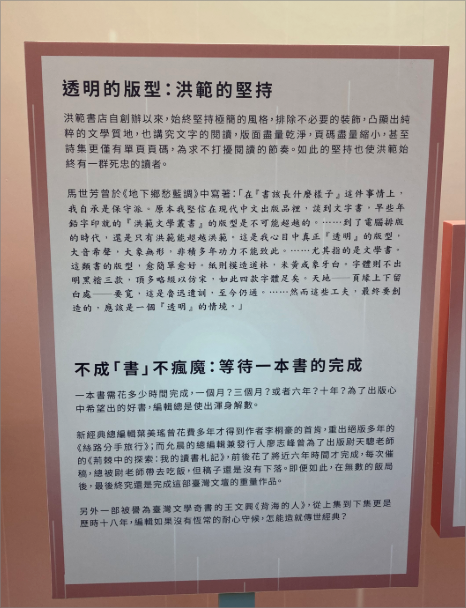 透明的版型：洪範的堅持
洪範書店自創辦以來，始終堅持極簡的風格，排除不必要的裝飾，凸顯出純
粹的文學質地，也講究文字的閱讀，版面盡量乾淨，頁碼盡量縮小，甚至
詩集更僅有單頁頁碼，為求不打擾閱讀的節奏。如此的堅持也使洪範始
終有一群死忠的讀者。
馬世芳曾於《地下鄉愁藍調》中寫著：「在『書該長什麼樣子』這件事情上，
我自承是保守派。原本我堅信在現代中文出版品裡，談到文字書，早些年
鉛字印就的『洪範文學叢書』的版型是不可能超越的。⋯⋯到了電腦排版
的時代，還是只有洪範能超越洪範。這是我心目中真正『透明』的版型，
大音希聲，大象無形，非積多年功力不能致此。⋯⋯尤其指的是文學書。
這類書的版型，愈簡單愈好。紙則模造道林，米黃或象牙白，字體則不出
明黑楷三款，頂多略綴以仿宋，如此四款字體足矣。天地──頁緣上下留
白處──要寬，這是魯迅遺訓，至今仍通。⋯⋯然而這些工夫，最終要創
造的，應該是一個『透明』的情境。」
不成「書」不瘋魔：等待一本書的完成
一本書需花多少時間完成，一個月？三個月？或者六年？十年？為了出版心
中希望出的好書，編輯總是使出渾身解數。
新經典總編輯葉美瑤曾花費多年才得到作者李桐豪的首肯，重出絕版多年的
《絲路分手旅行》；而允晨的總編輯兼發行人廖志峰曾為了出版尉天驄老師
的《荊棘中的探索：我的讀書札記》，前後花了將近六年時間才完成，每次催
稿，總被尉老師帶去吃飯，但稿子還是沒有下落。即便如此，在無數的飯局
後，最終究還是完成這部臺灣文壇的重量作品。
另外一部被譽為臺灣文學奇書的王文興《背海的人》，從上集到下集更是
歷時十八年，編輯如果沒有恆常的耐心守候，怎能造就傳世經典？